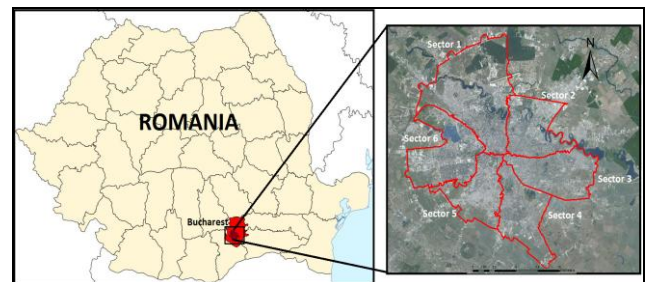 ROMANIA
Bucharest
Sector 1
N
Sector 2
Sector 6
Sector 3
Sector 5
Sector 4